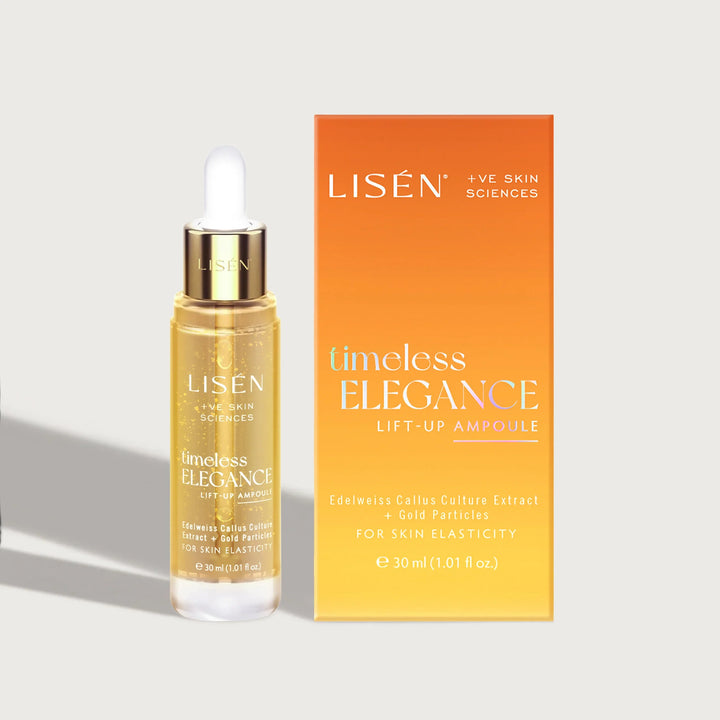 LISÉN
LISÉN
+VE SKIN
SCIENCES
timeless
ELEGANCE
LIFT-UP AMPOULE
Edelweiss Callus Culture
Extract + Gold Particles
FOR SKIN ELASTICITY
℮ 30 ml (1.01 fl oz.)
LISÉN® +VE SKIN
SCIENCES
timeless
ELEGANCE
LIFT-UP AMPOULE
Edelweiss Callus Culture Extract
+ Gold Particles
FOR SKIN ELASTICITY
℮ 30 ml (1.01 fl oz.)